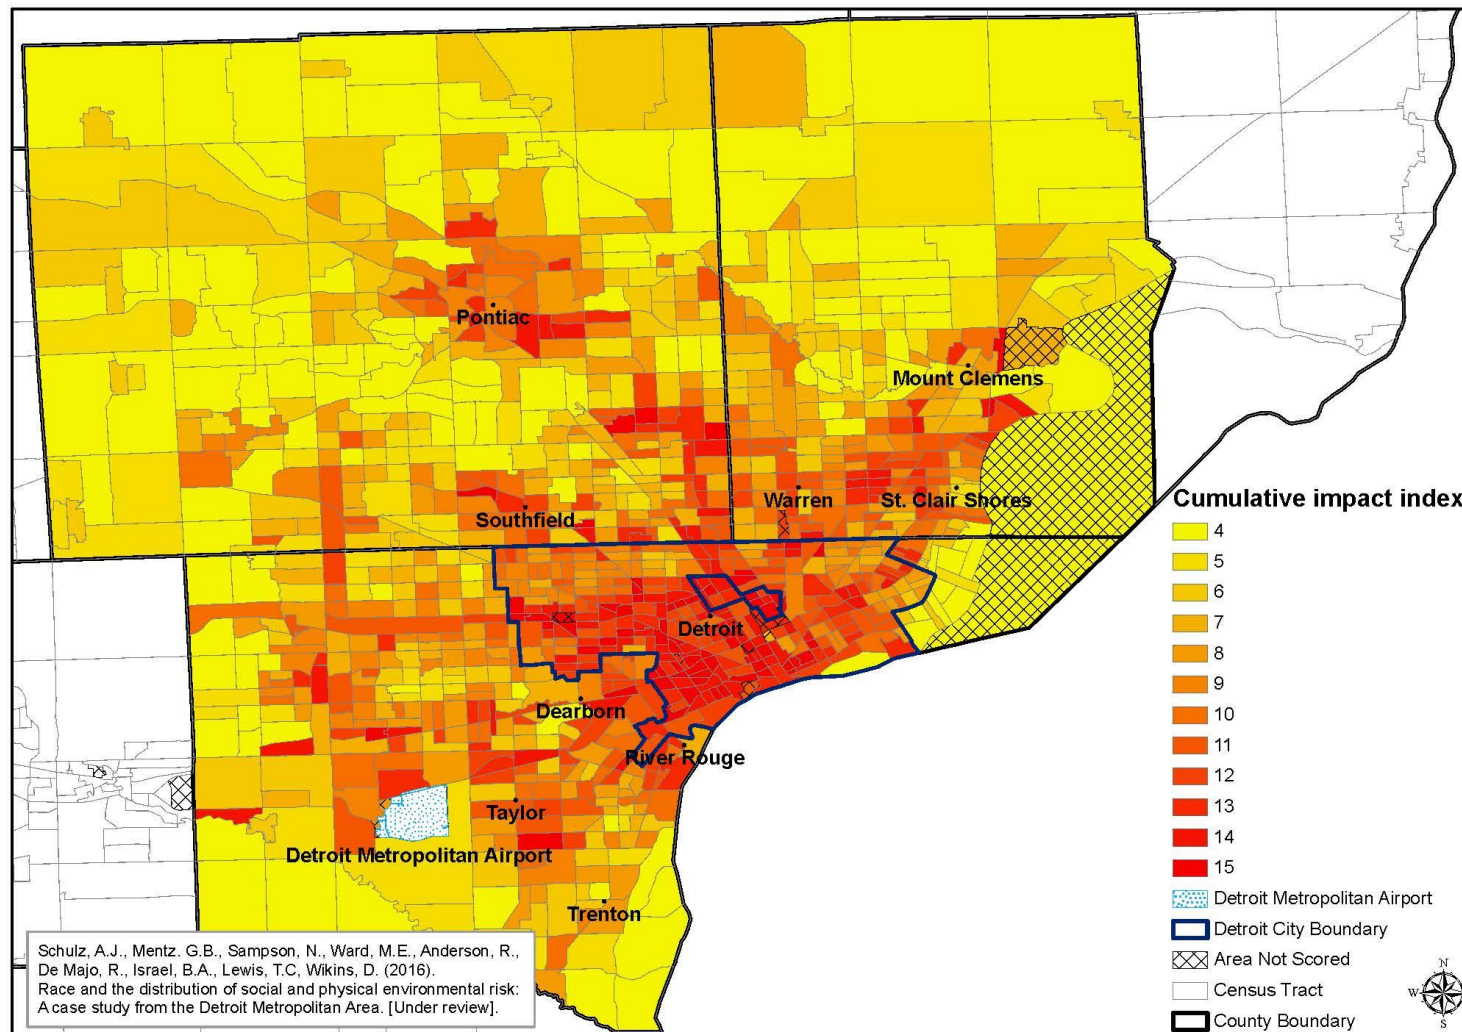 Pontiac
Mount Clemens
Warren
St. Clair Shores
Southfield
Detroit
Dearborn
River Rouge
Taylor
Detroit Metropolitan Airport
Trenton
Cumulative impact index
4
5
6
7
8
9
10
11
12
13
14
15
Detroit Metropolitan Airport
Detroit City Boundary
Area Not Scored
Census Tract
County Boundary
N
W
E
S
Schulz, A.J., Mentz. G.B., Sampson, N., Ward, M.E., Anderson, R.,
De Majo, R., Israel, B.A., Lewis, T.C, Wikins, D. (2016).
Race and the distribution of social and physical environmental risk:
A case study from the Detroit Metropolitan Area. [Under review].